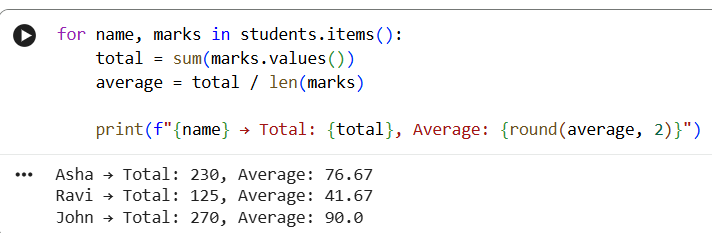 for name, marks in students.items():
    total = sum(marks.values())
    average = total / len(marks)

    print(f"{name} → Total: {total}, Average: {round(average, 2)}")
Asha → Total: 230, Average: 76.67
Ravi → Total: 125, Average: 41.67
John → Total: 270, Average: 90.0